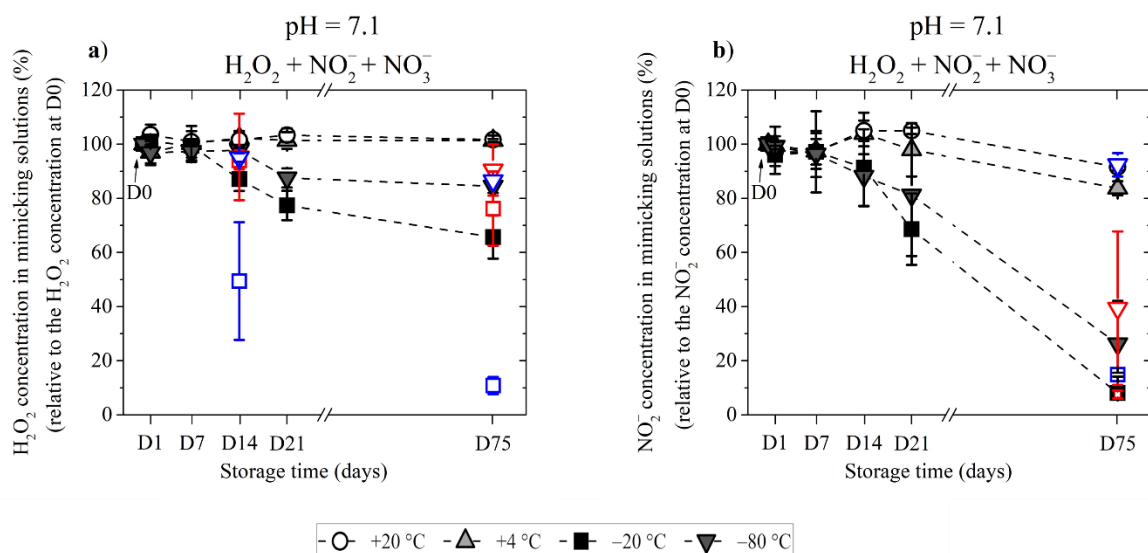 pH = 7.1
a)
H₂O₂ + NO₂⁻ + NO₃⁻
H₂O₂ concentration in mimicking solutions (%)
(relative to the H₂O₂ concentration at D0)
120
100
80
60
40
20
0
D0
D1 D7 D14 D21 D75
Storage time (days)
pH = 7.1
b)
H₂O₂ + NO₂⁻ + NO₃⁻
NO₂⁻ concentration in mimicking solutions (%)
(relative to the NO₂⁻ concentration at D0)
120
100
80
60
40
20
0
D0
D1 D7 D14 D21 D75
Storage time (days)
+20 °C +4 °C −20 °C −80 °C